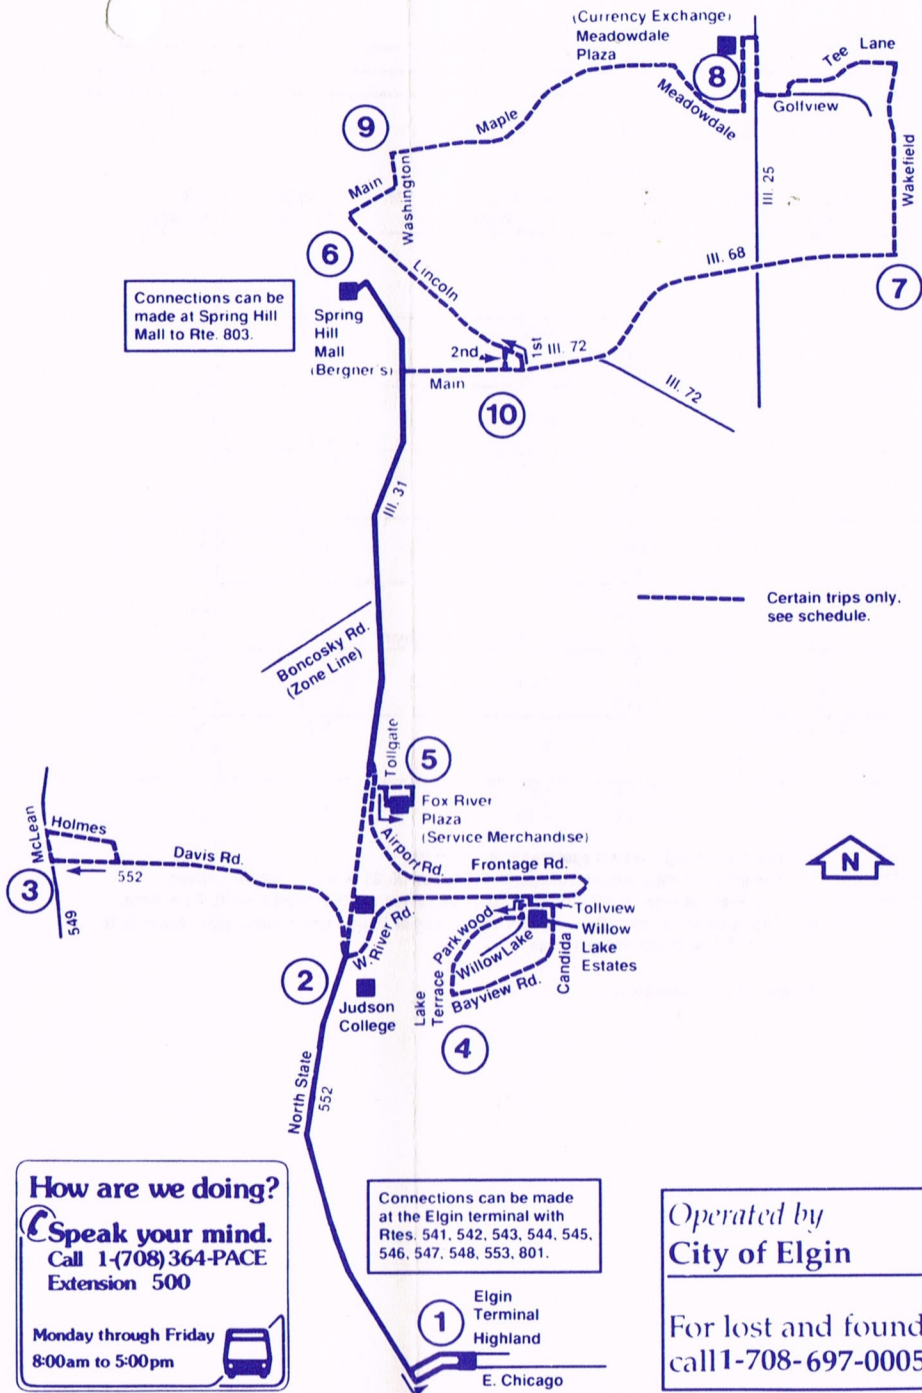 (Currency Exchange)
Meadowdale
Plaza
8
Tee Lane
Golfview
Meadowdale
Maple
9
Main
Washington
Wakefield
III. 25
III. 68
7
6
Lincoln
Connections can be
made at Spring Hill
Mall to Rte. 803.
Spring
Hill
Mall
(Bergner's)
2nd
1st
III. 72
Main
10
III. 72
III. 31
Certain trips only.
see schedule.
Boncosky Rd.
(Zone Line)
Tollgate
5
Fox River
Plaza
(Service Merchandise)
Airport Rd.
Frontage Rd.
N
McLean
Holmes
Davis Rd.
552
3
549
W. River Rd.
Parkwood
Tollview
Willow
Lake
Estates
Willow Lake
Candida
Bayview Rd.
Lake
Terrace
4
2
Judson
College
North State
552
How are we doing?
Speak your mind.
Call 1-(708) 364-PACE
Extension 500
Monday through Friday
8:00am to 5:00pm
Connections can be made
at the Elgin terminal with
Rtes. 541, 542, 543, 544, 545,
546, 547, 548, 553, 801.
1
Elgin
Terminal
Highland
E. Chicago
Operated by
City of Elgin
For lost and found
call 1-708-697-0005